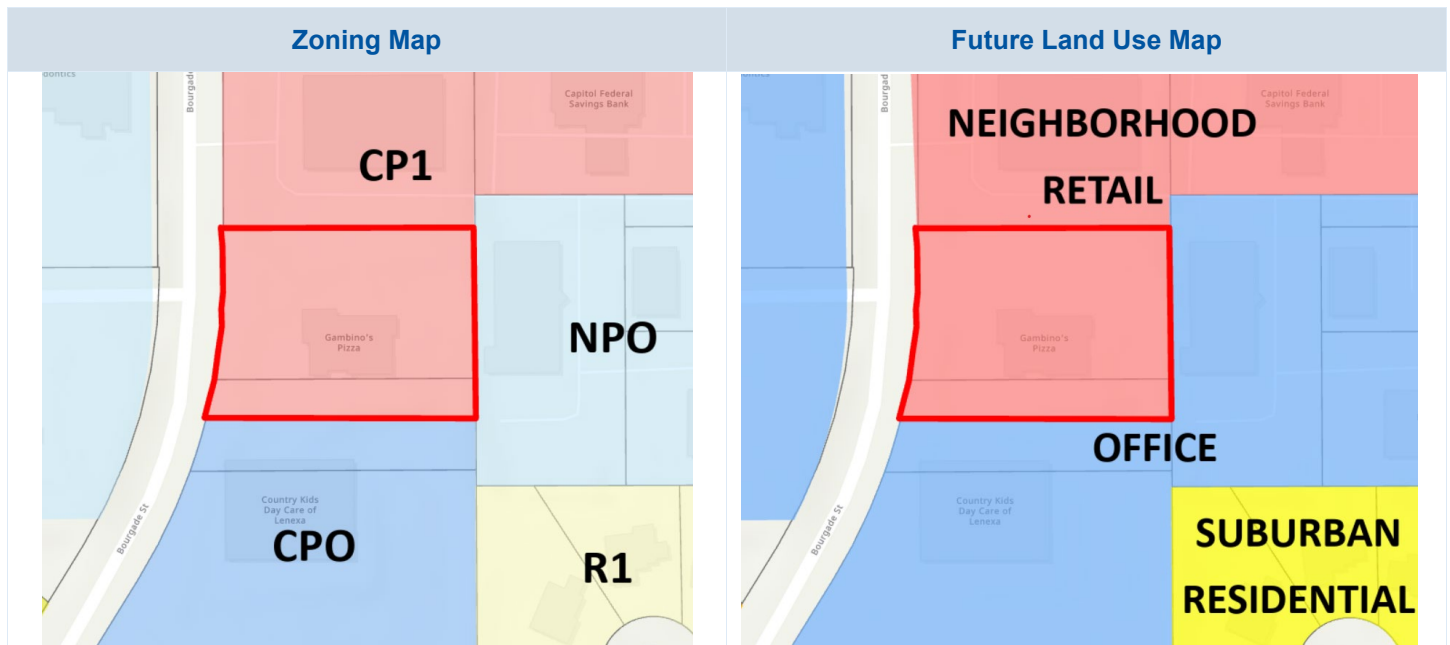 Zoning Map
Future Land Use Map
Bourgade
Capitol Federal
Savings Bank
CP1
Gambino's
Pizza
NPO
Country Kids
Day Care of
Lenexa
CPO
Bourgade St
R1
Capitol Federal
Savings Bank
NEIGHBORHOOD
RETAIL
Gambino's
Pizza
OFFICE
Country Kids
Day Care of
Lenexa
Bourgade St
SUBURBAN
RESIDENTIAL